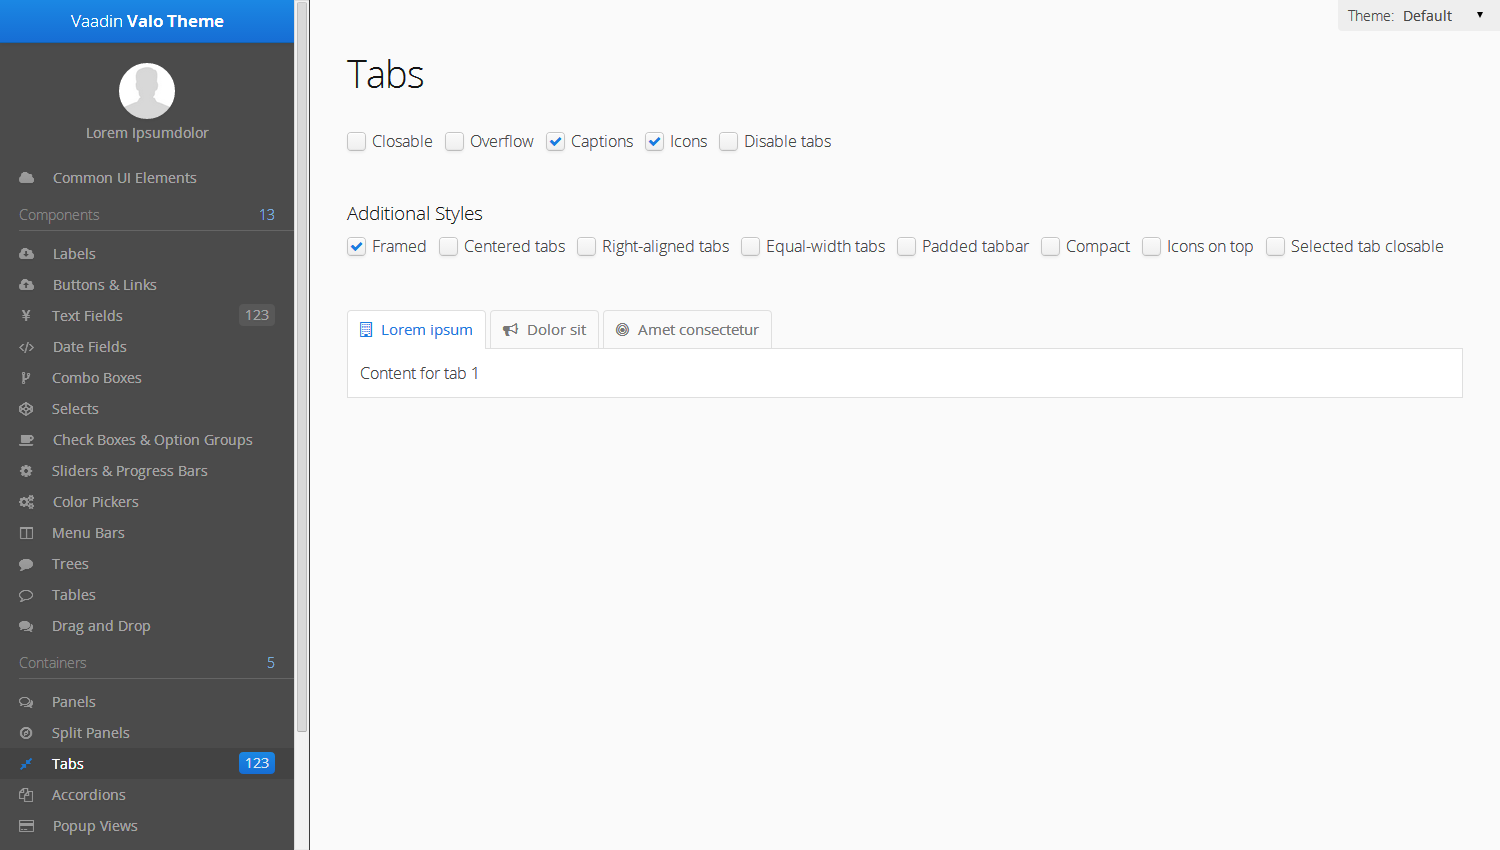 Vaadin Valo Theme
Lorem Ipsumdolor
Common UI Elements
Components 13
Labels
Buttons & Links
Text Fields 123
Date Fields
Combo Boxes
Selects
Check Boxes & Option Groups
Sliders & Progress Bars
Color Pickers
Menu Bars
Trees
Tables
Drag and Drop
Containers 5
Panels
Split Panels
Tabs 123
Accordions
Popup Views
Theme: Default
Tabs
Closable Overflow Captions Icons Disable tabs
Additional Styles
Framed Centered tabs Right-aligned tabs Equal-width tabs Padded tabbar Compact Icons on top Selected tab closable
Lorem ipsum Dolor sit Amet consectetur
Content for tab 1